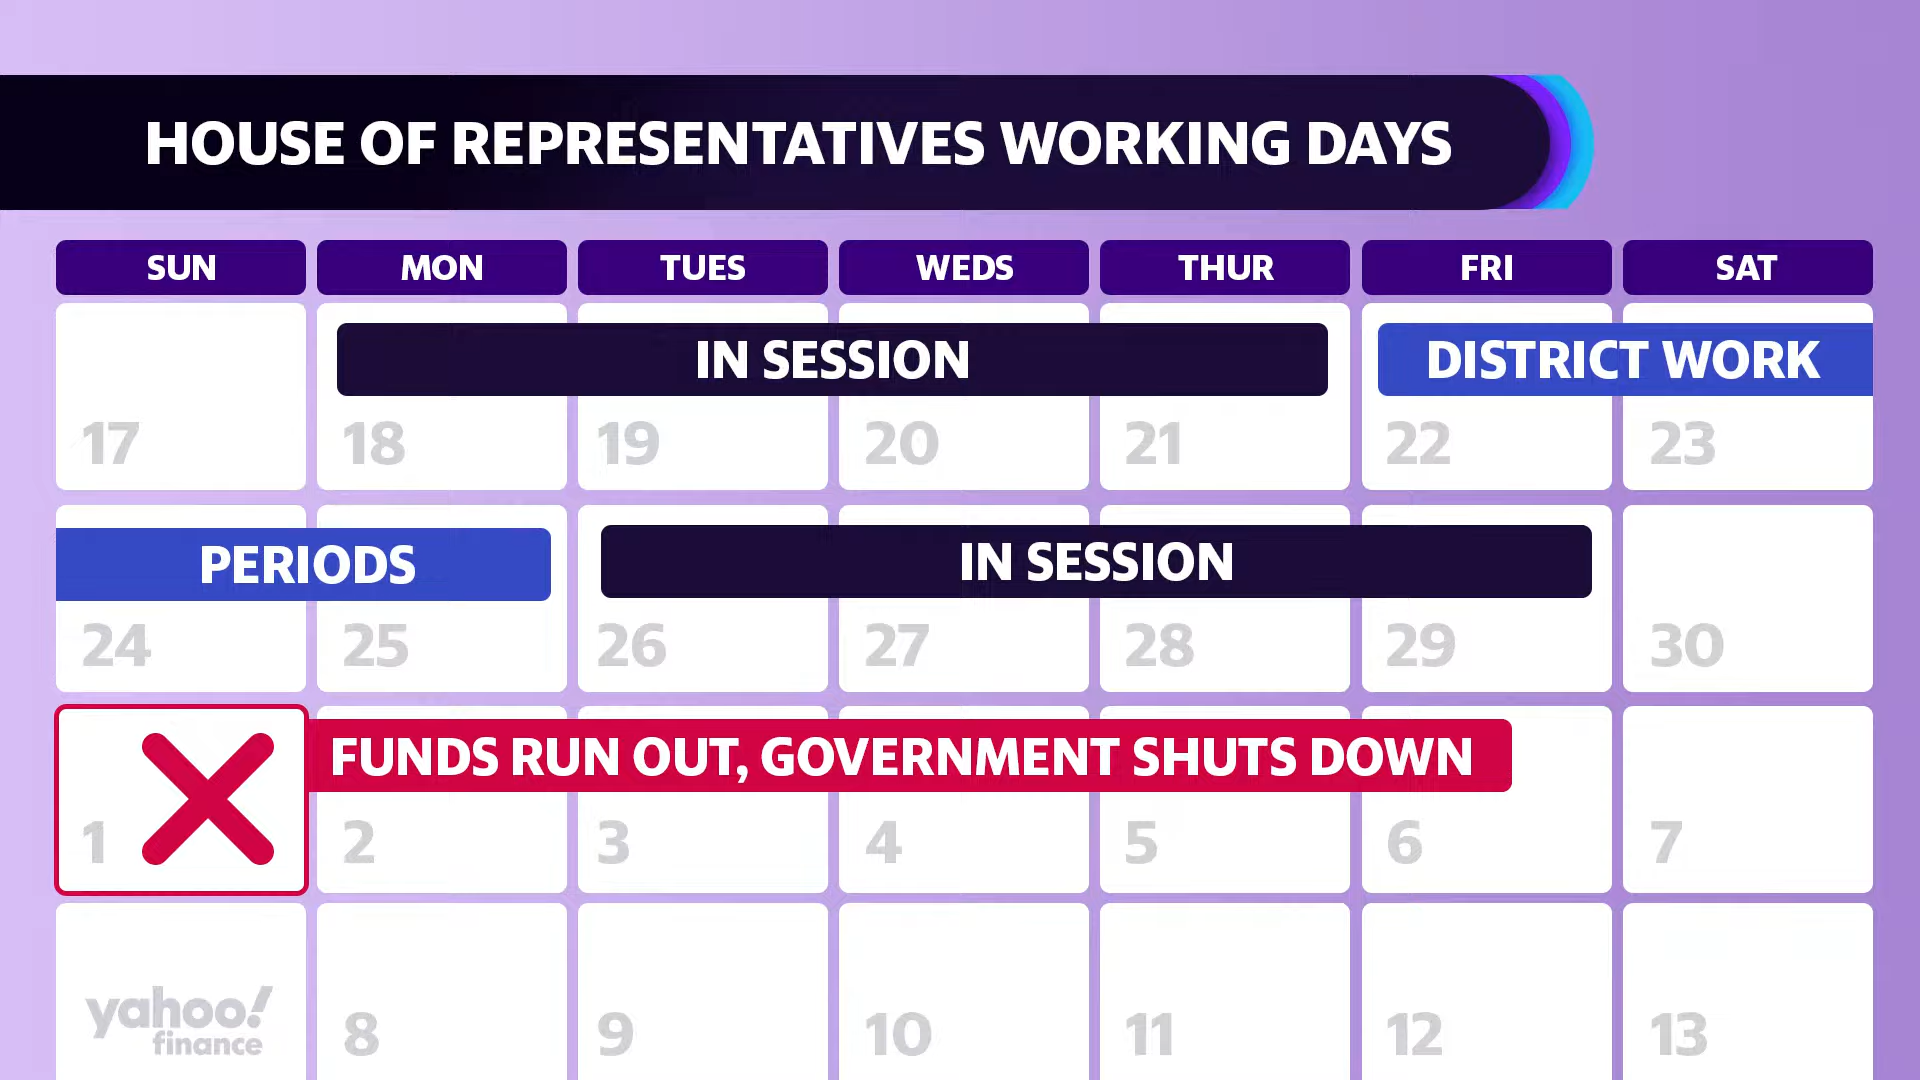 HOUSE OF REPRESENTATIVES WORKING DAYS
SUN MON TUES WEDS THUR FRI SAT
IN SESSION DISTRICT WORK
17 18 19 20 21 22 23
PERIODS IN SESSION
24 25 26 27 28 29 30
FUNDS RUN OUT, GOVERNMENT SHUTS DOWN
1 2 3 4 5 6 7
yahoo!
finance
8 9 10 11 12 13